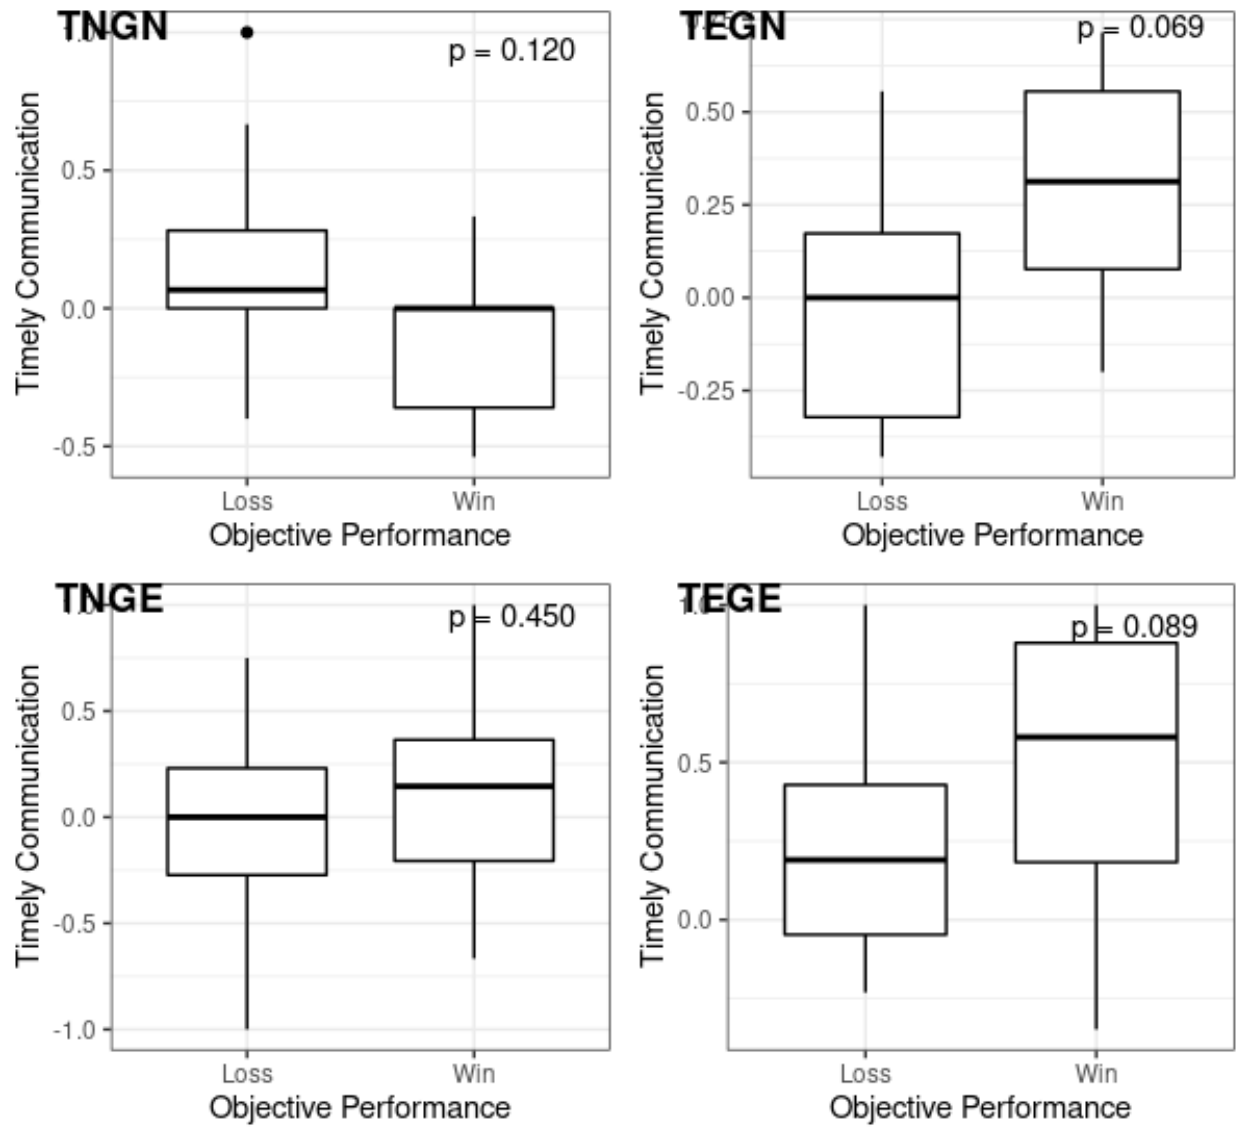 TNGN
p = 0.120
0.5
0.0
-0.5
Timely Communication
Loss Win
Objective Performance
TEGN
p = 0.069
0.50
0.25
0.00
-0.25
Timely Communication
Loss Win
Objective Performance
TNGE
p = 0.450
0.5
0.0
-0.5
-1.0
Timely Communication
Loss Win
Objective Performance
TEGE
p = 0.089
0.5
0.0
Timely Communication
Loss Win
Objective Performance